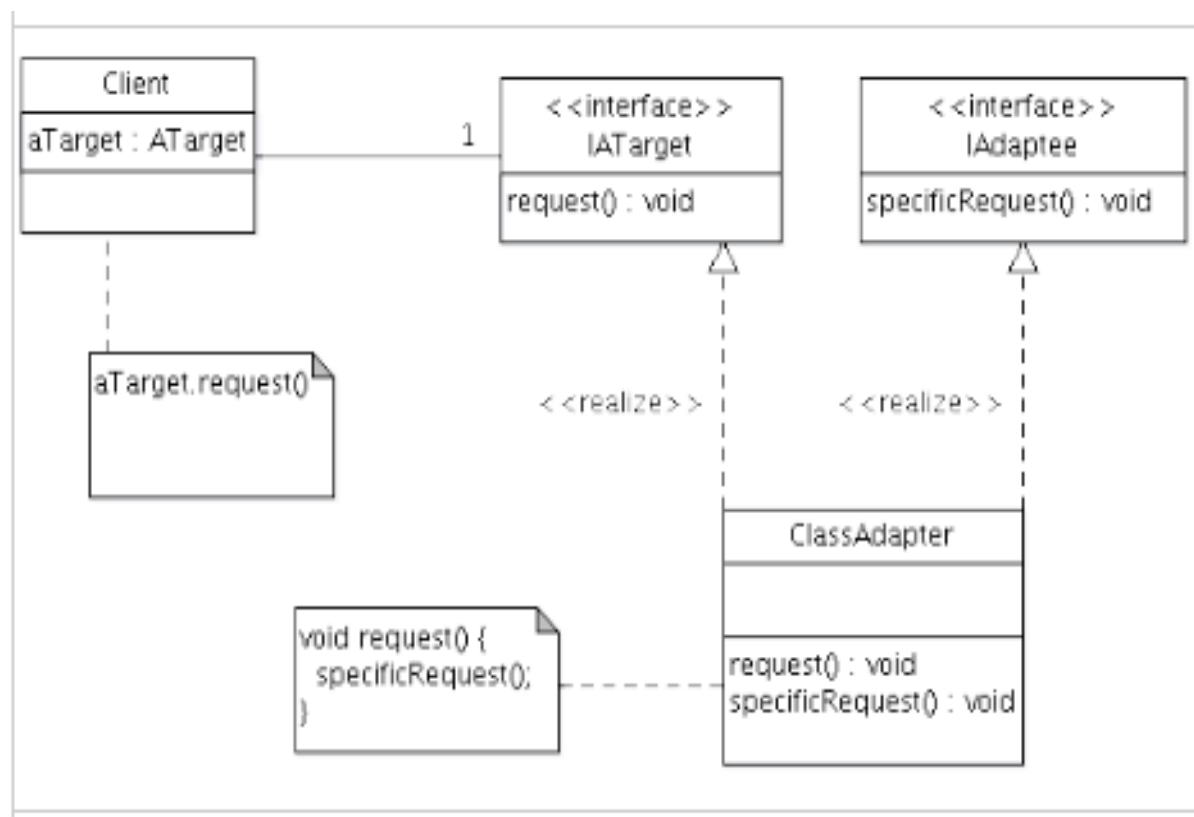 Client
aTarget : ATarget
1
<<interface>>
IATarget
request() : void
<<interface>>
IAdaptee
specificRequest() : void
aTarget.request()
<<realize>>
<<realize>>
ClassAdapter
request() : void
specificRequest() : void
void request() {
specificRequest();
}